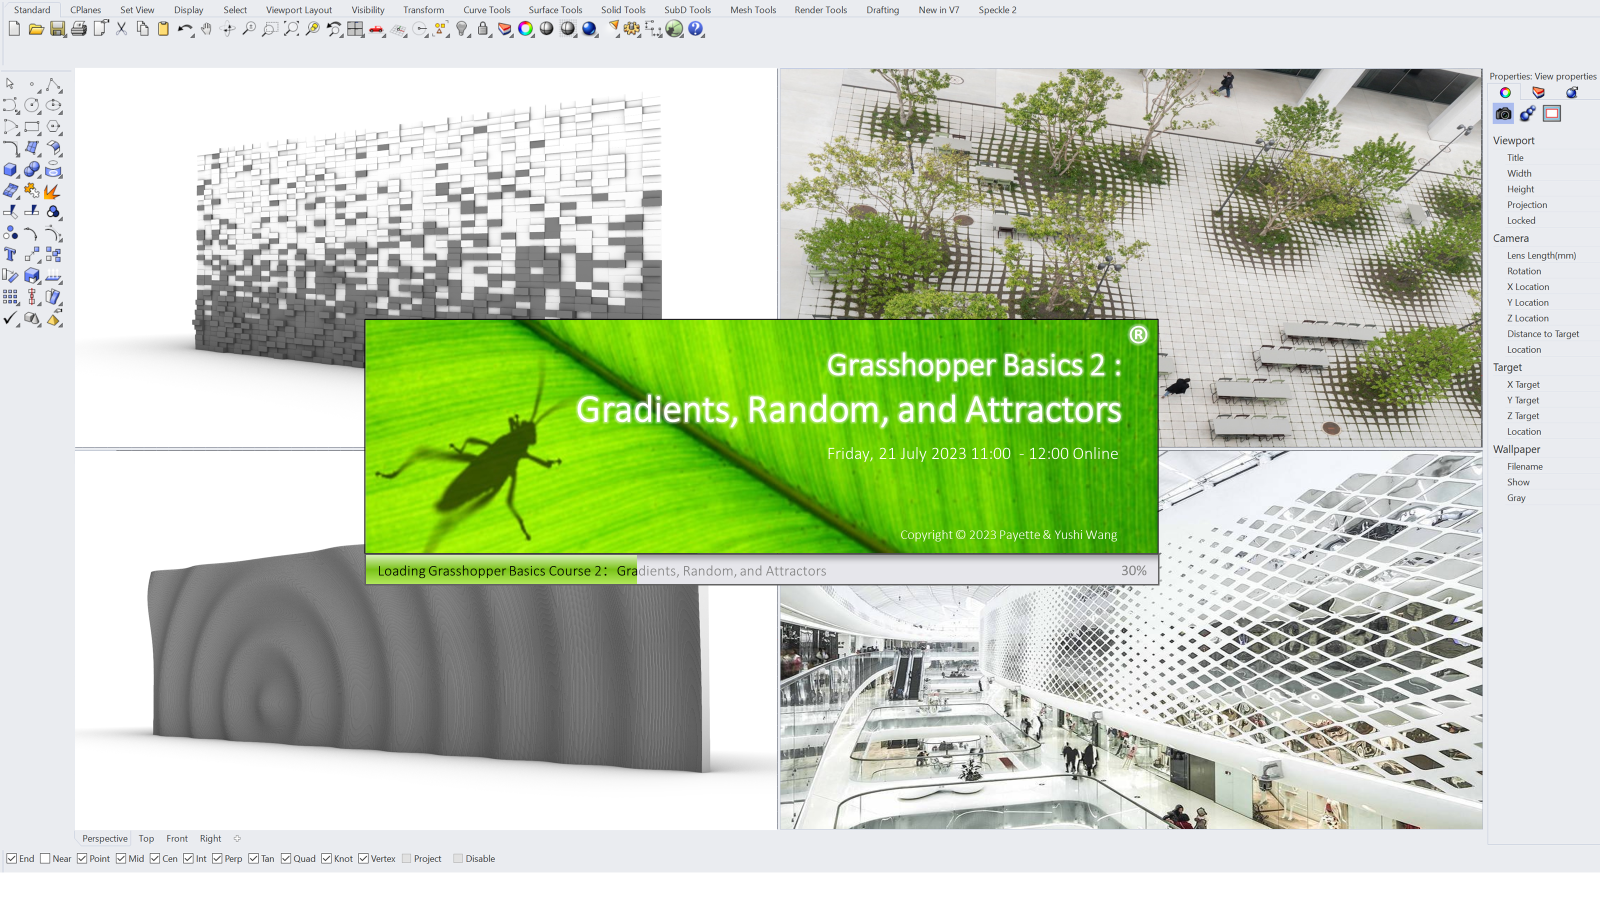 Standard CPlanes Set View Display Select Viewport Layout Visibility Transform Curve Tools Surface Tools Solid Tools SubD Tools Mesh Tools Render Tools Drafting New in V7 Speckle 2
Properties: View properties
Viewport
Title
Width
Height
Projection
Locked
Camera
Lens Length(mm)
Rotation
X Location
Y Location
Z Location
Distance to Target
Location
Target
X Target
Y Target
Z Target
Location
Wallpaper
Filename
Show
Gray
®
Grasshopper Basics 2 :
Gradients, Random, and Attractors
Friday, 21 July 2023 11:00 - 12:00 Online
Copyright © 2023 Payette & Yushi Wang
Loading Grasshopper Basics Course 2： Gradients, Random, and Attractors 30%
Perspective Top Front Right
End Near Point Mid Cen Int Perp Tan Quad Knot Vertex Project Disable